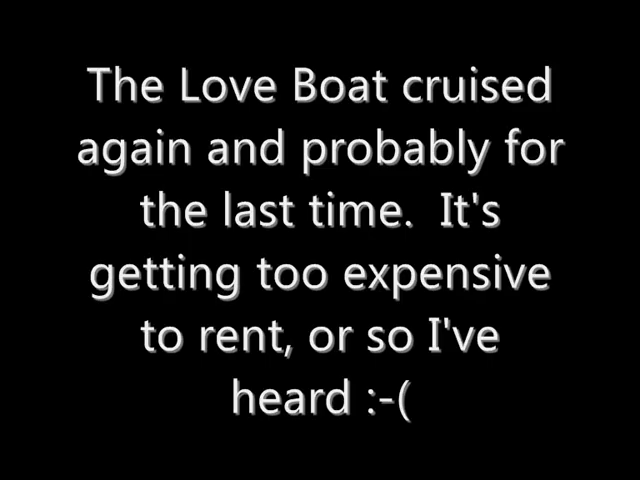 The Love Boat cruised
again and probably for
the last time.  It's
getting too expensive
to rent, or so I've
heard :-(